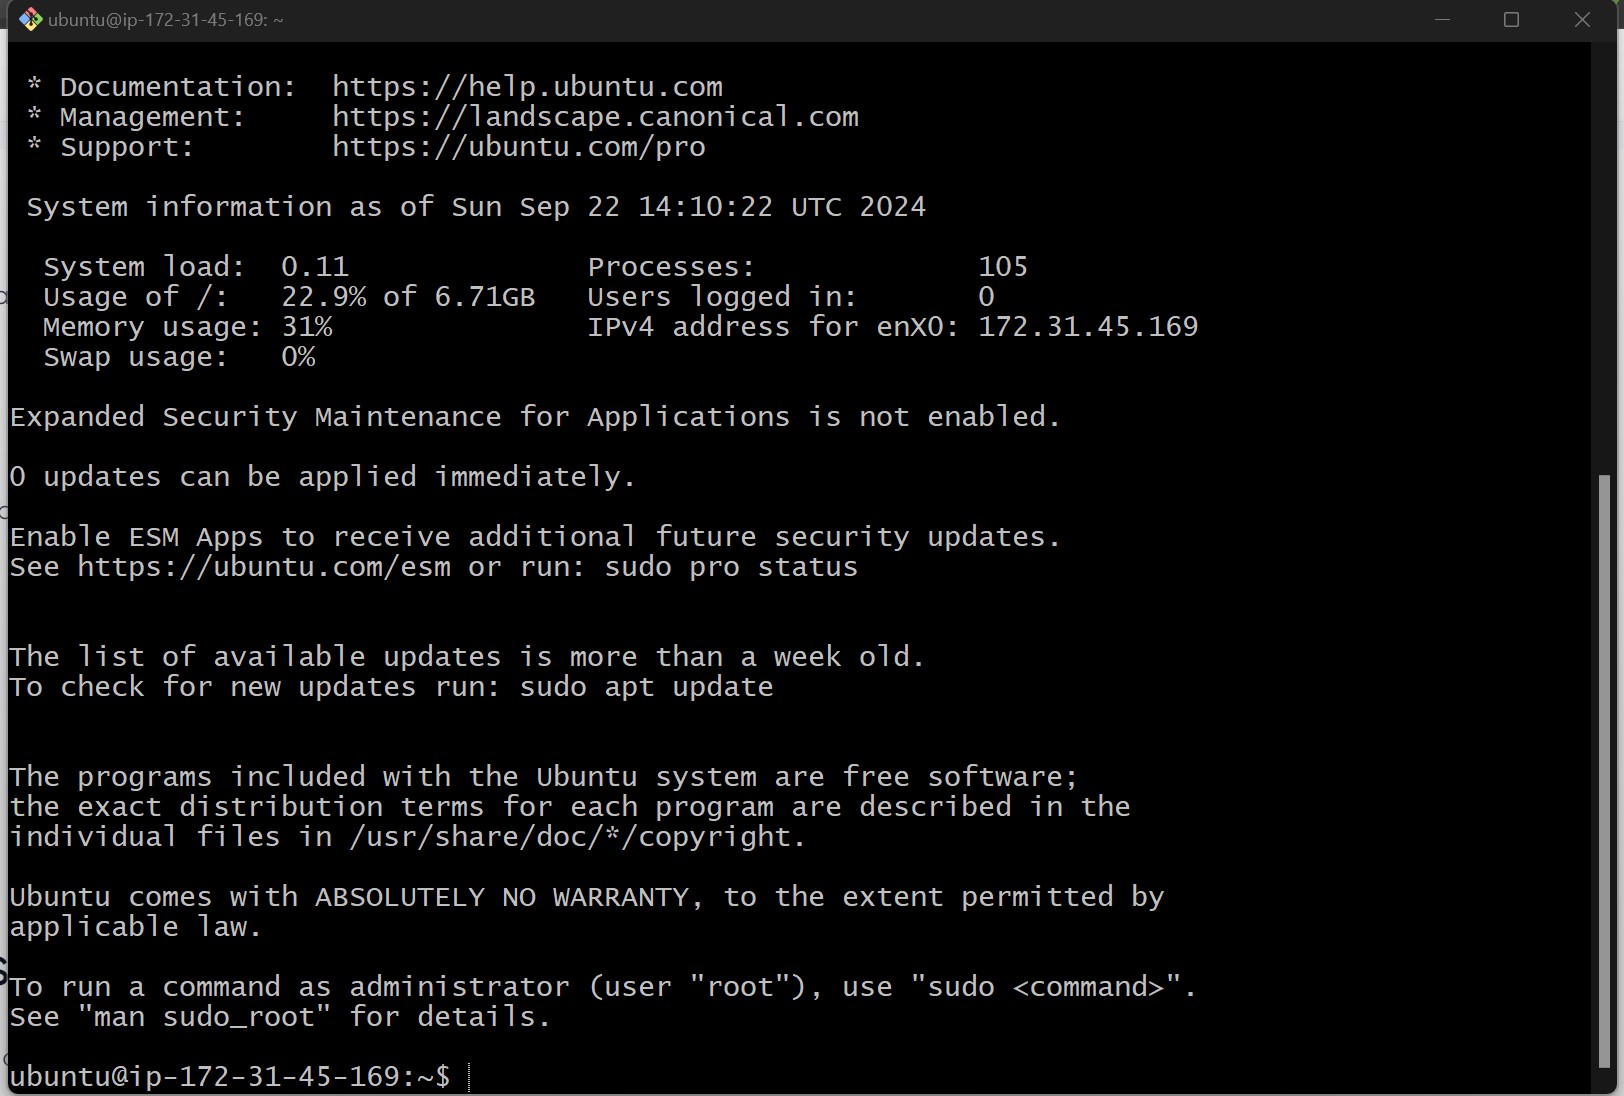 ubuntu@ip-172-31-45-169: ~
* Documentation:  https://help.ubuntu.com
* Management:     https://landscape.canonical.com
* Support:        https://ubuntu.com/pro
System information as of Sun Sep 22 14:10:22 UTC 2024
System load:  0.11              Processes:             105
Usage of /:   22.9% of 6.71GB   Users logged in:       0
Memory usage: 31%               IPv4 address for enX0: 172.31.45.169
Swap usage:   0%
Expanded Security Maintenance for Applications is not enabled.
0 updates can be applied immediately.
Enable ESM Apps to receive additional future security updates.
See https://ubuntu.com/esm or run: sudo pro status
The list of available updates is more than a week old.
To check for new updates run: sudo apt update
The programs included with the Ubuntu system are free software;
the exact distribution terms for each program are described in the
individual files in /usr/share/doc/*/copyright.
Ubuntu comes with ABSOLUTELY NO WARRANTY, to the extent permitted by
applicable law.
To run a command as administrator (user "root"), use "sudo <command>".
See "man sudo_root" for details.
ubuntu@ip-172-31-45-169:~$